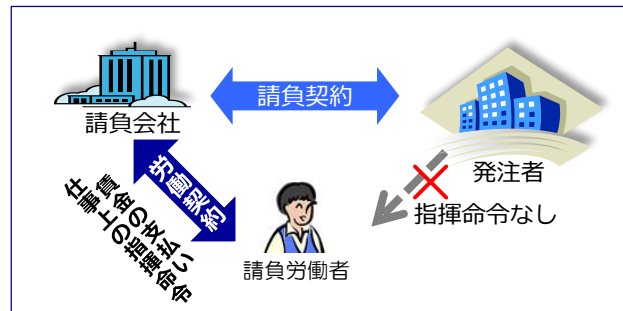 請負契約
請負会社
発注者
労働契約
賃金の支払い
仕事上の指揮命令
指揮命令なし
請負労働者